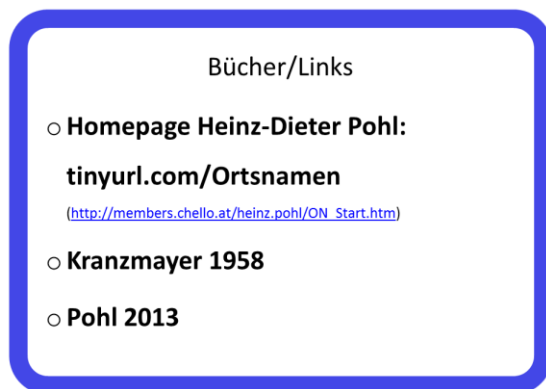 Bücher/Links
○ Homepage Heinz-Dieter Pohl:
tinyurl.com/Ortsnamen
(http://members.chello.at/heinz.pohl/ON_Start.htm)
○ Kranzmayer 1958
○ Pohl 2013